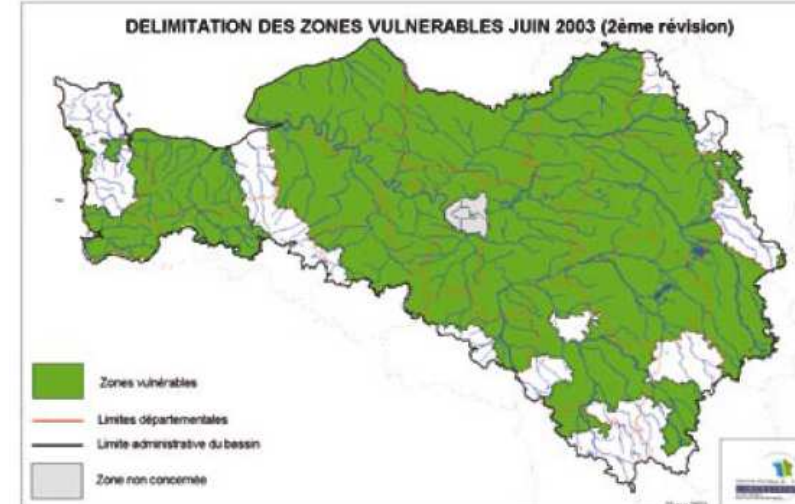 DELIMITATION DES ZONES VULNERABLES JUIN 2003 (2ème révision)
Zones vulnérables
Limites départementales
Limite administrative du bassin
Zone non concernée